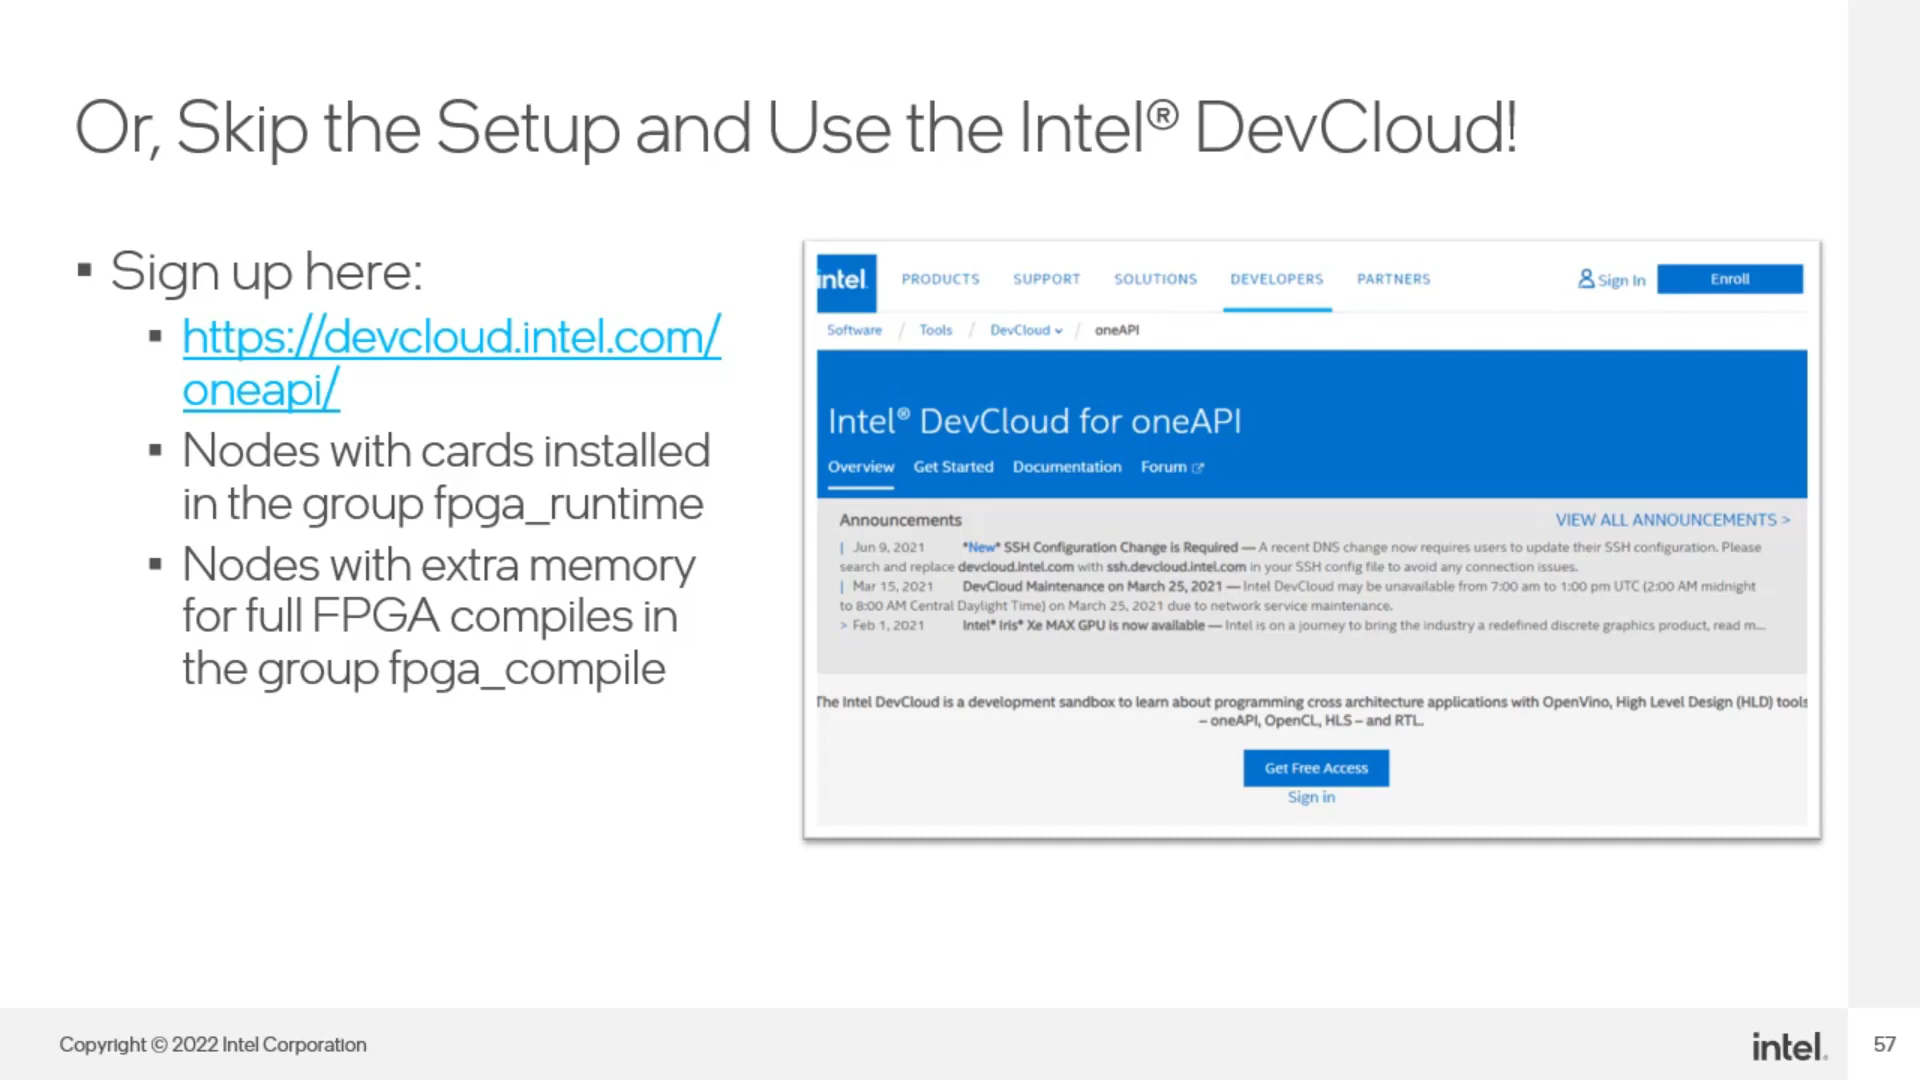 Or, Skip the Setup and Use the Intel® DevCloud!
▪ Sign up here:
▪ https://devcloud.intel.com/
oneapi/
▪ Nodes with cards installed
in the group fpga_runtime
▪ Nodes with extra memory
for full FPGA compiles in
the group fpga_compile
intel.
PRODUCTS SUPPORT SOLUTIONS DEVELOPERS PARTNERS Sign In Enroll
Software / Tools / DevCloud / oneAPI
Intel® DevCloud for oneAPI
Overview Get Started Documentation Forum
Announcements VIEW ALL ANNOUNCEMENTS >
| Jun 9, 2021 *New* SSH Configuration Change is Required — A recent DNS change now requires users to update their SSH configuration. Please
search and replace devcloud.intel.com with ssh.devcloud.intel.com in your SSH config file to avoid any connection issues.
| Mar 15, 2021 DevCloud Maintenance on March 25, 2021 — Intel DevCloud may be unavailable from 7:00 am to 1:00 pm UTC (2:00 AM midnight
to 8:00 AM Central Daylight Time) on March 25, 2021 due to network service maintenance.
> Feb 1, 2021 Intel® Iris® Xe MAX GPU is now available — Intel is on a journey to bring the industry a redefined discrete graphics product, read m...
The Intel DevCloud is a development sandbox to learn about programming cross architecture applications with OpenVino, High Level Design (HLD) tools
– oneAPI, OpenCL, HLS – and RTL.
Get Free Access
Sign in
Copyright © 2022 Intel Corporation
intel.
57